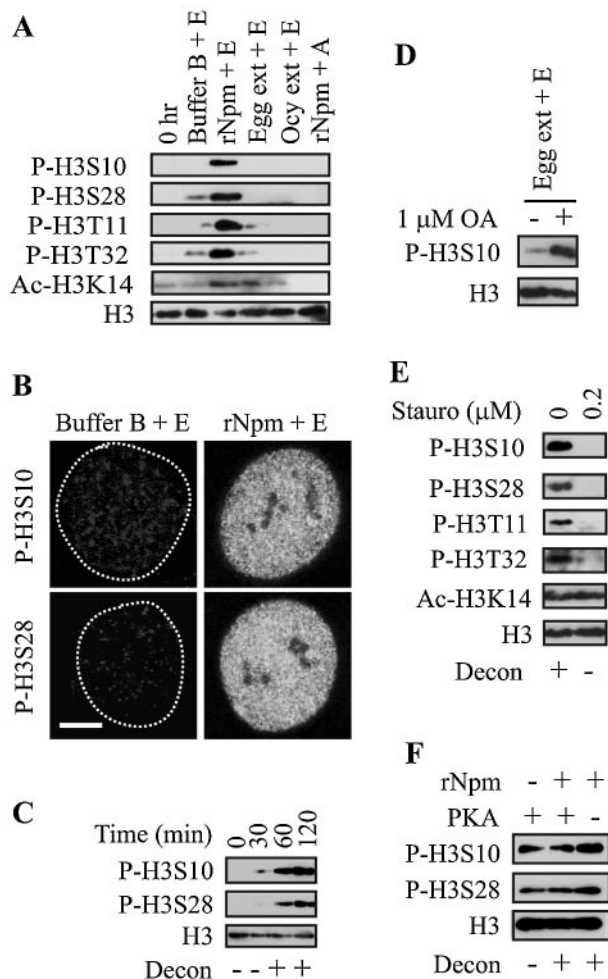 A
0 hr
Buffer B + E
rNpm + E
Egg ext + E
Ocy ext + E
rNpm + A
P-H3S10
P-H3S28
P-H3T11
P-H3T32
Ac-H3K14
H3
B
Buffer B + E rNpm + E
P-H3S10
P-H3S28
C
Time (min) 0 30 60 120
P-H3S10
P-H3S28
H3
Decon - - + +
D
Egg ext + E
1 μM OA - +
P-H3S10
H3
E
Stauro (μM) 0 0.2
P-H3S10
P-H3S28
P-H3T11
P-H3T32
Ac-H3K14
H3
Decon + -
F
rNpm - + +
PKA + + -
P-H3S10
P-H3S28
H3
Decon - + +